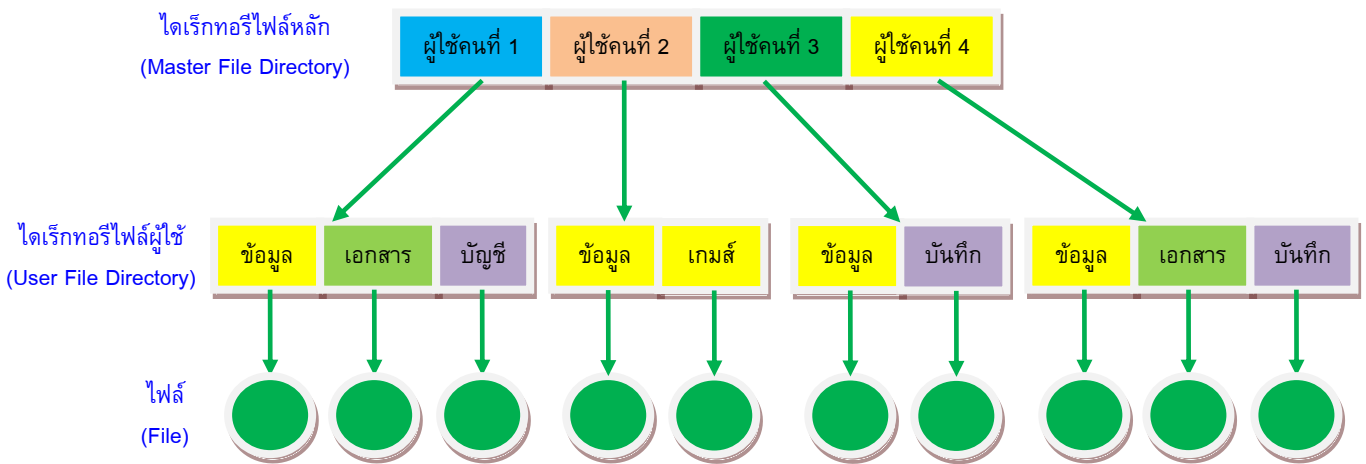 ไดเร็กทอรีไฟล์หลัก
(Master File Directory)
ผู้ใช้คนที่ 1
ผู้ใช้คนที่ 2
ผู้ใช้คนที่ 3
ผู้ใช้คนที่ 4
ไดเร็กทอรีไฟล์ผู้ใช้
(User File Directory)
ข้อมูล
เอกสาร
บัญชี
ข้อมูล
เกมส์
ข้อมูล
บันทึก
ข้อมูล
เอกสาร
บันทึก
ไฟล์
(File)